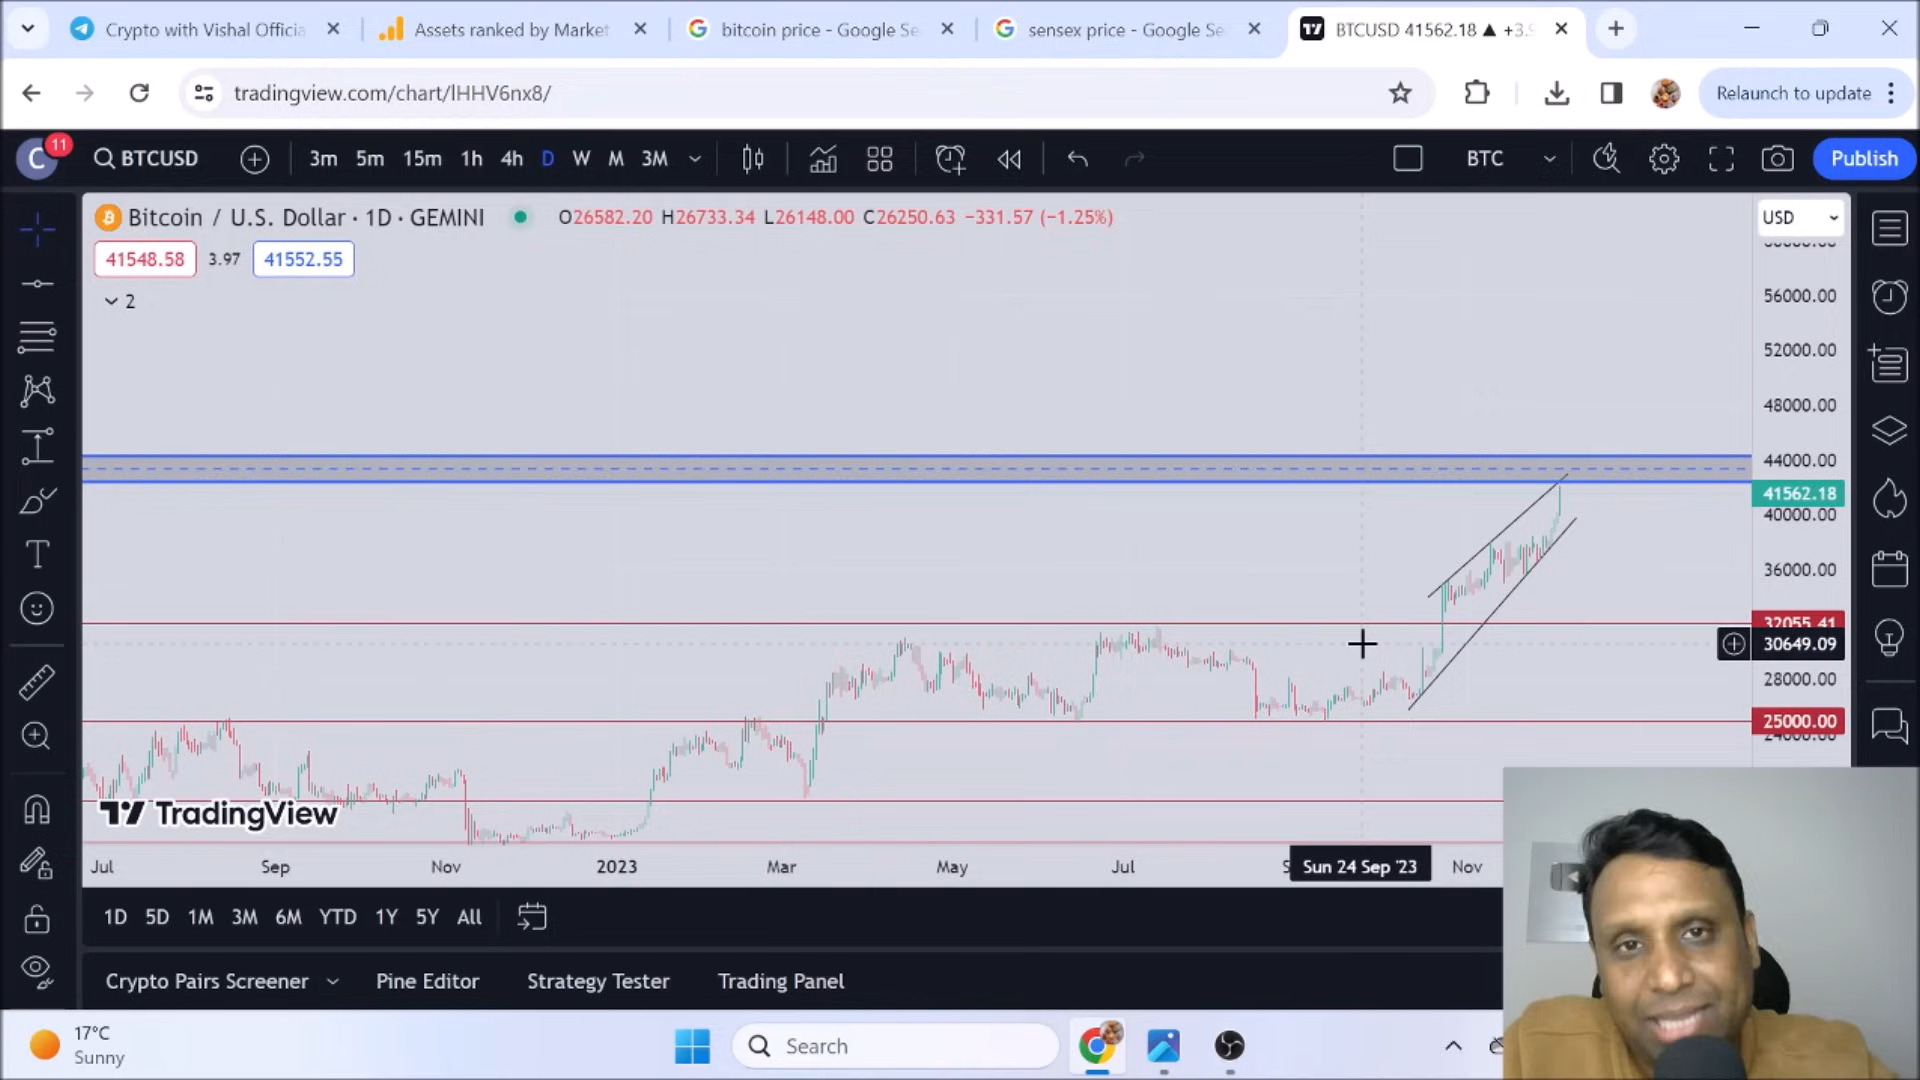 Crypto with Vishal Officia
Assets ranked by Market
bitcoin price - Google Se
sensex price - Google Se
BTCUSD 41562.18 ▲ +3.9
tradingview.com/chart/lHHV6nx8/
Relaunch to update
C
11
BTCUSD
3m 5m 15m 1h 4h D W M 3M
BTC
Publish
Bitcoin / U.S. Dollar · 1D · GEMINI
O26582.20 H26733.34 L26148.00 C26250.63 −331.57 (−1.25%)
USD
41548.58
3.97
41552.55
2
56000.00
52000.00
48000.00
44000.00
41562.18
40000.00
36000.00
32055.41
30649.09
28000.00
25000.00
24000.00
TradingView
Jul Sep Nov 2023 Mar May Jul
Sun 24 Sep '23
Nov
1D 5D 1M 3M 6M YTD 1Y 5Y All
Crypto Pairs Screener
Pine Editor
Strategy Tester
Trading Panel
17°C
Sunny
Search